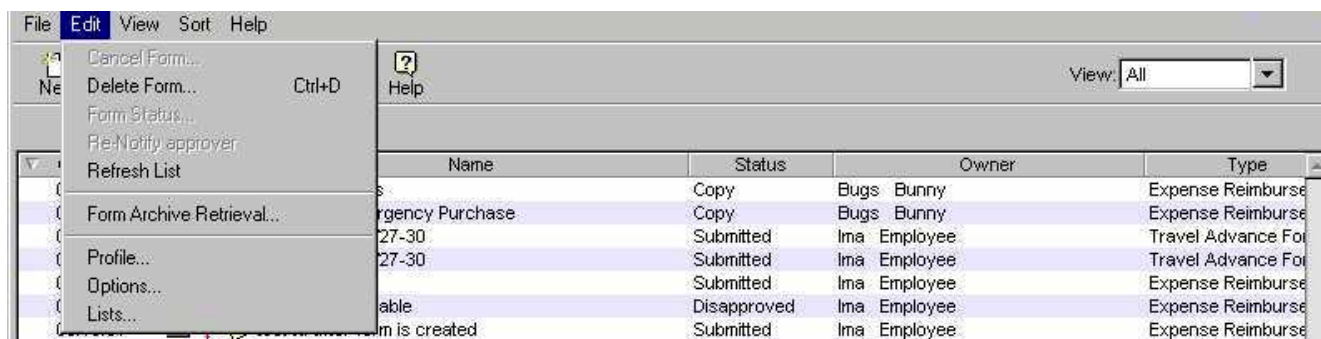 File Edit View Sort Help
Cancel Form...
Delete Form... Ctrl+D
Form Status...
Re-Notify approver
Refresh List
Form Archive Retrieval...
Profile...
Options...
Lists...
Ne
Help
View: All
Name Status Owner Type
s Copy Bugs Bunny Expense Reimburse
rgency Purchase Copy Bugs Bunny Expense Reimburse
27-30 Submitted Ima Employee Travel Advance For
27-30 Submitted Ima Employee Travel Advance For
Submitted Ima Employee Expense Reimburse
able Disapproved Ima Employee Expense Reimburse
m is created Submitted Ima Employee Expense Reimburse